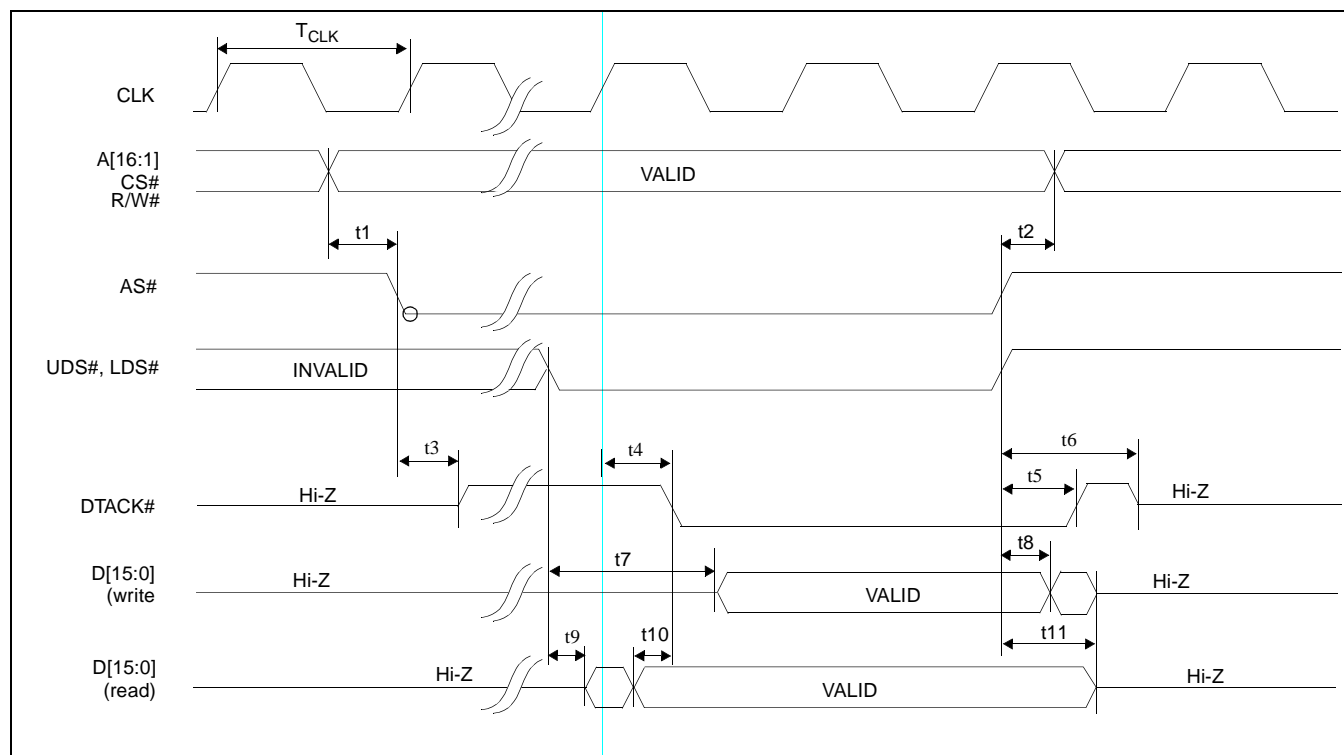 TCLK
CLK
A[16:1]
CS#
R/W#
VALID
t1
t2
AS#
UDS#, LDS#
INVALID
t3
t4
t6
t5
DTACK#
Hi-Z
Hi-Z
t7
t8
D[15:0]
(write
Hi-Z
VALID
Hi-Z
t9
t10
t11
D[15:0]
(read)
Hi-Z
VALID
Hi-Z